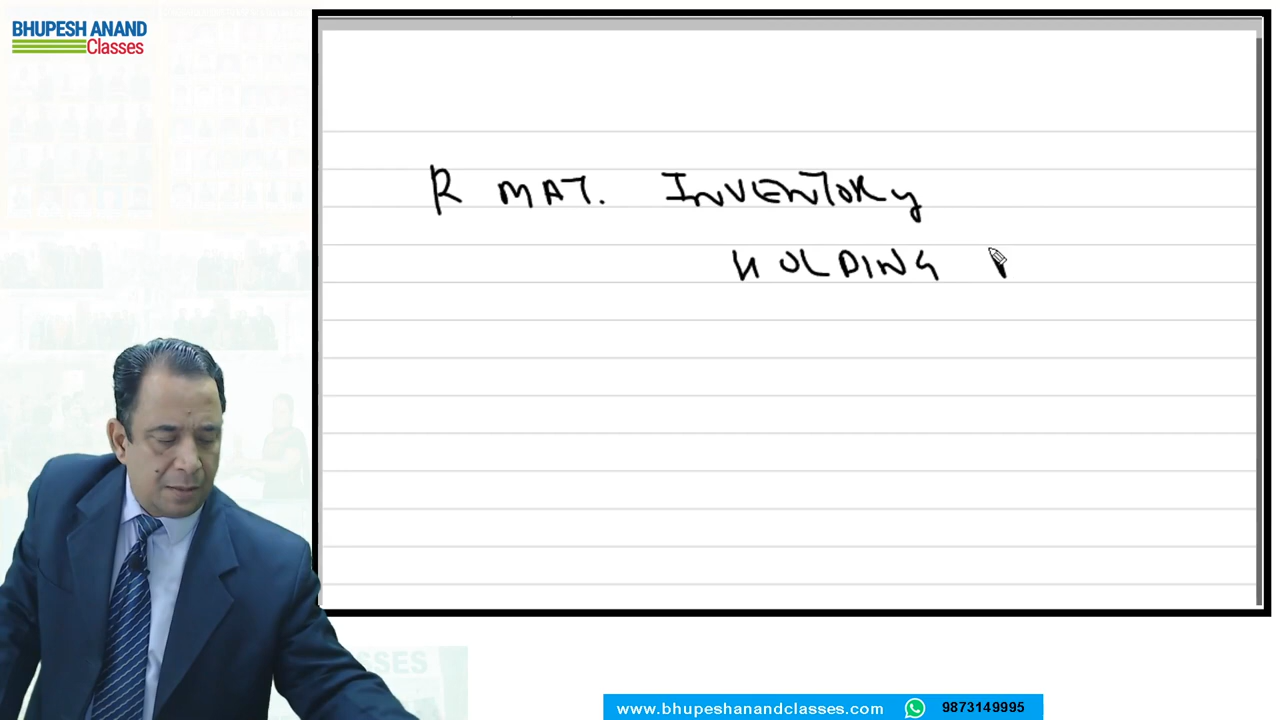 BHUPESH ANAND
Classes
R MAT. INVENTORY
HOLDING
www.bhupeshanandclasses.com 9873149995